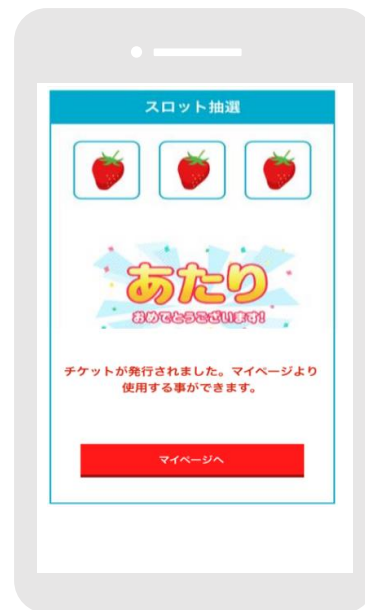 スロット抽選
あたり
おめでとうございます!
チケットが発行されました。マイページより
使用する事ができます。
マイページへ